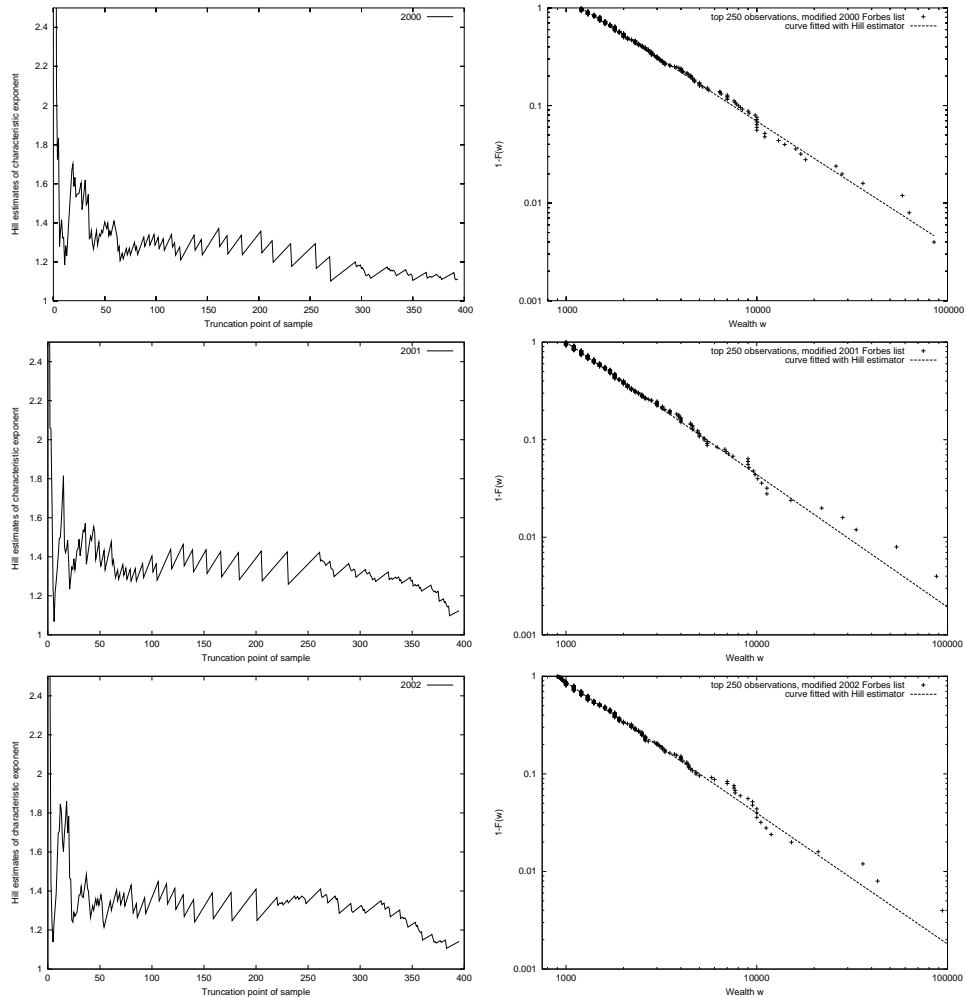 2000
2.4
2.2
2
1.8
1.6
1.4
1.2
1
0 50 100 150 200 250 300 350 400
Hill estimates of characteristic exponent
Truncation point of sample
top 250 observations, modified 2000 Forbes list
curve fitted with Hill estimator
1
0.1
0.01
0.001
1000 10000 100000
1-F(w)
Wealth w
2001
2.4
2.2
2
1.8
1.6
1.4
1.2
1
0 50 100 150 200 250 300 350 400
Hill estimates of characteristic exponent
Truncation point of sample
top 250 observations, modified 2001 Forbes list
curve fitted with Hill estimator
1
0.1
0.01
0.001
1000 10000 100000
1-F(w)
Wealth w
2002
2.4
2.2
2
1.8
1.6
1.4
1.2
1
0 50 100 150 200 250 300 350 400
Hill estimates of characteristic exponent
Truncation point of sample
top 250 observations, modified 2002 Forbes list
curve fitted with Hill estimator
1
0.1
0.01
0.001
1000 10000 100000
1-F(w)
Wealth w